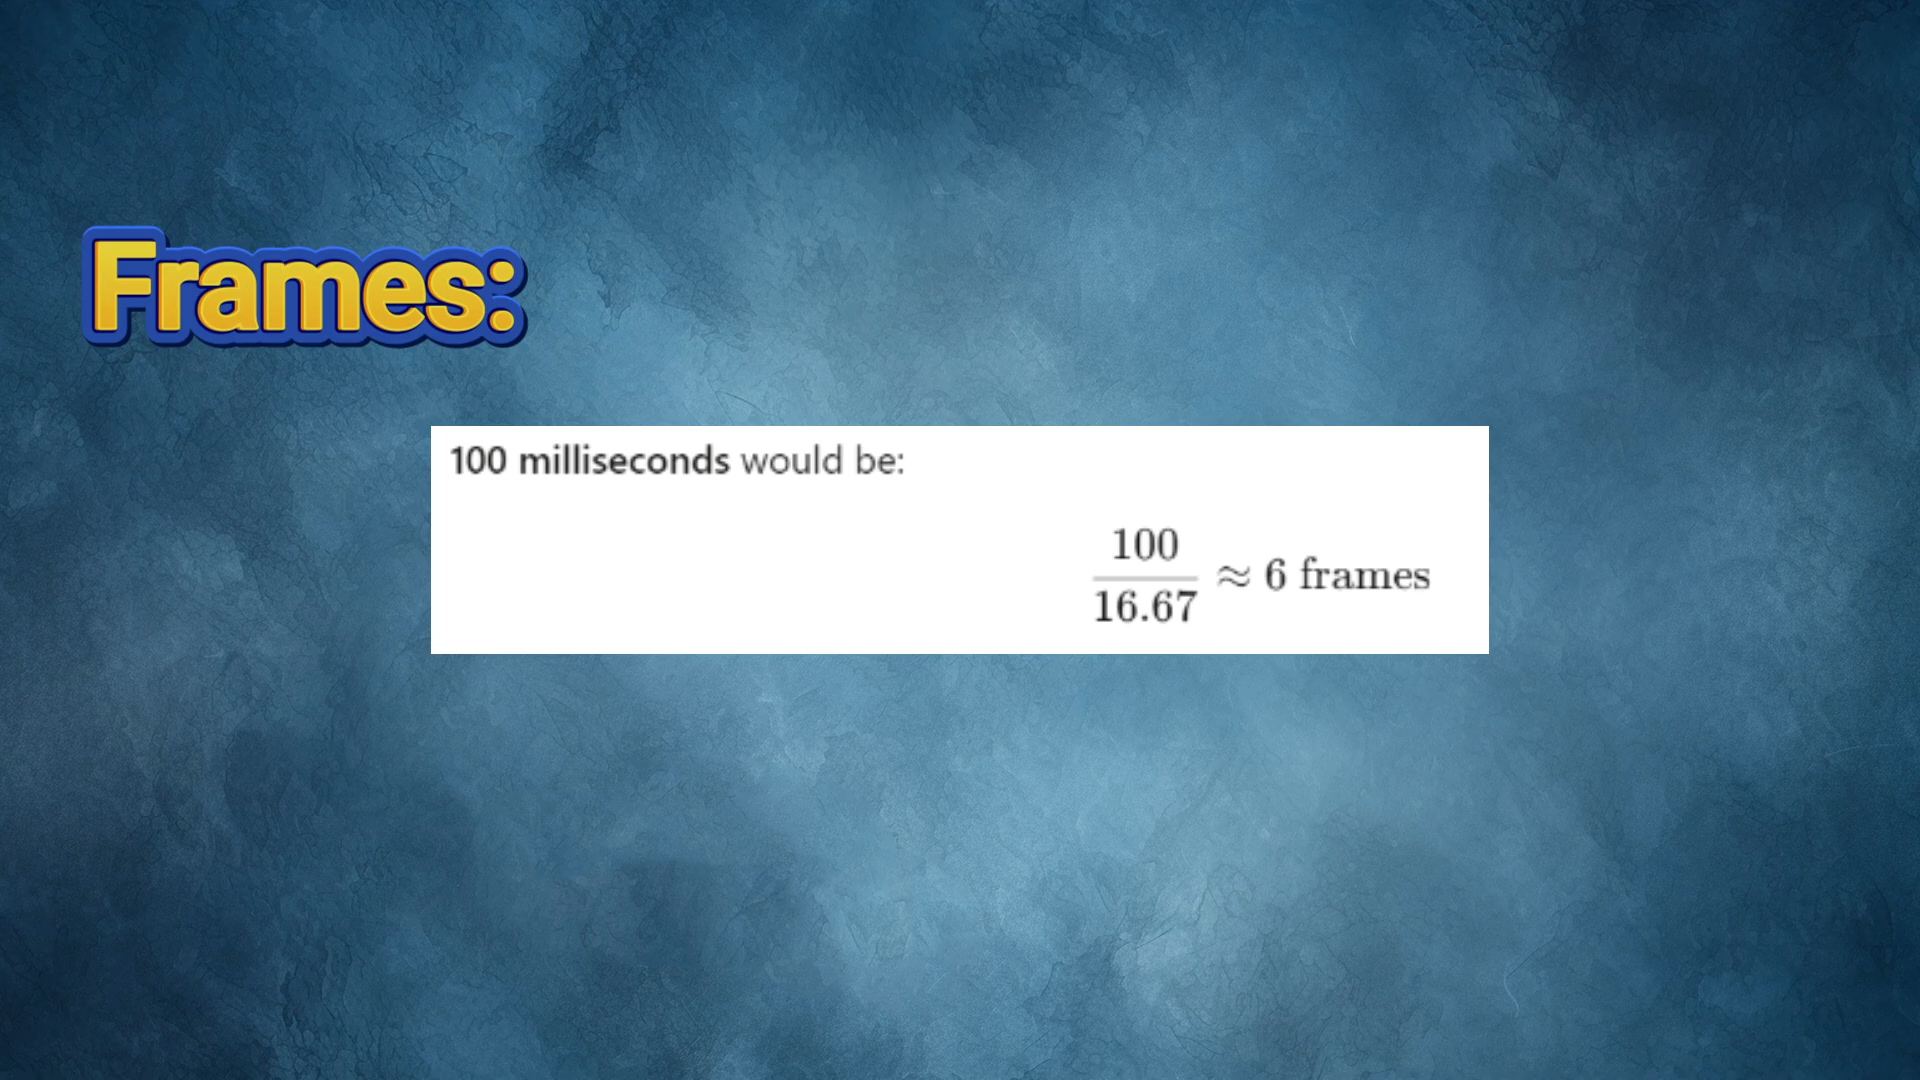 Frames:
100 milliseconds would be:
100
16.67
≈ 6 frames